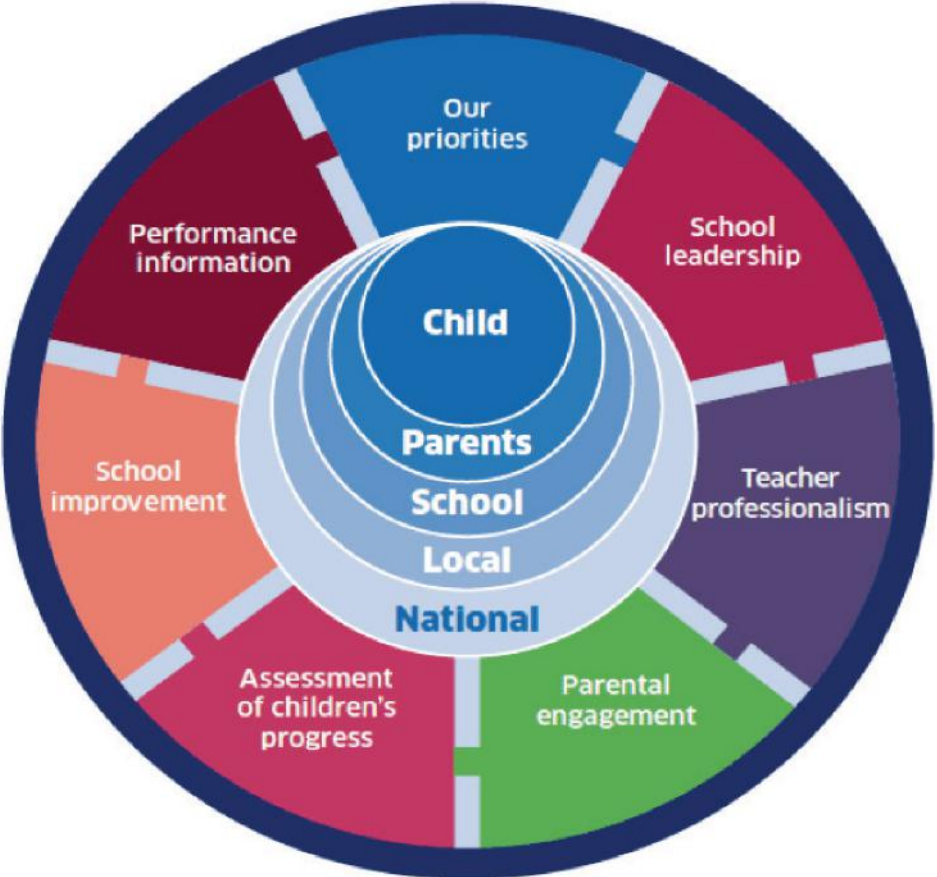 Our
priorities
School
leadership
Teacher
professionalism
Parental
engagement
Assessment
of children's
progress
School
improvement
Performance
information
Child
Parents
School
Local
National